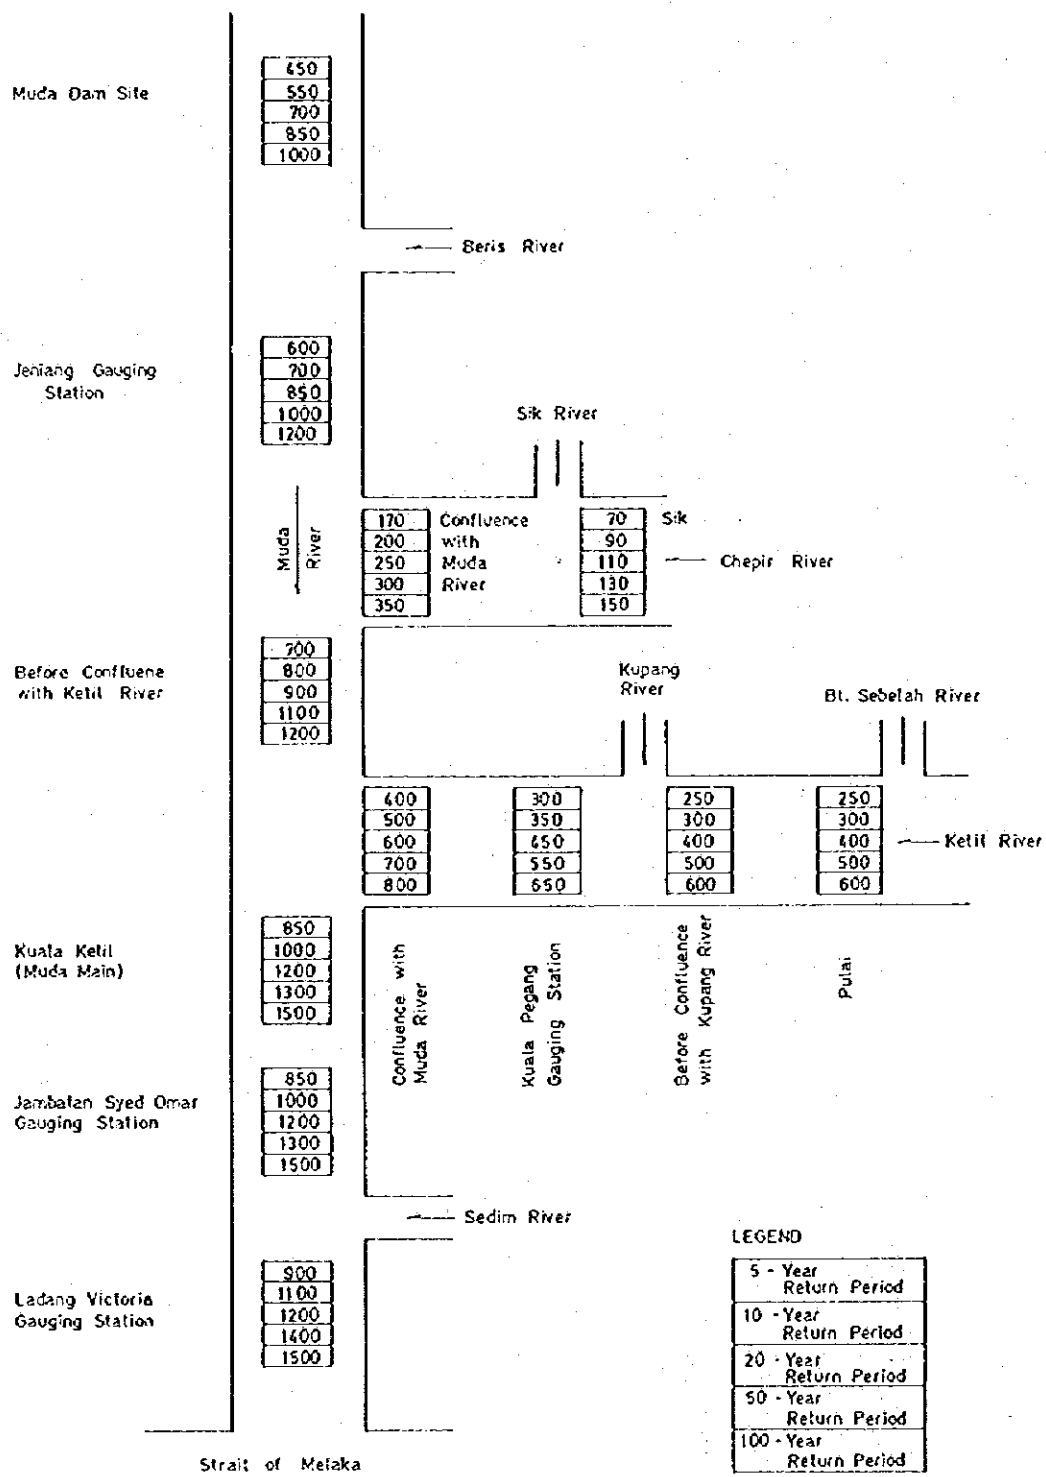 Muda Dam Site
450
550
700
850
1000
Beris River
Jeniang Gauging
Station
600
700
850
1000
1200
Sik River
Muda
River
170
200
250
300
350
Confluence
with
Muda
River
70
90
110
130
150
Sik
Chepir River
Before Confluene
with Ketil River
700
800
900
1100
1200
Kupang
River
Bt. Sebelah River
400
500
600
700
800
300
350
450
550
650
250
300
400
500
600
250
300
400
500
600
Ketil River
Kuala Ketil
(Muda Main)
850
1000
1200
1300
1500
Confluence with
Muda River
Kuala Pegang
Gauging Station
Before Confluence
with Kupang River
Pulai
Jambatan Syed Omar
Gauging Station
850
1000
1200
1300
1500
Sedim River
Ladang Victoria
Gauging Station
900
1100
1200
1400
1500
LEGEND
5 - Year
Return Period
10 - Year
Return Period
20 - Year
Return Period
50 - Year
Return Period
100 - Year
Return Period
Strait of Melaka